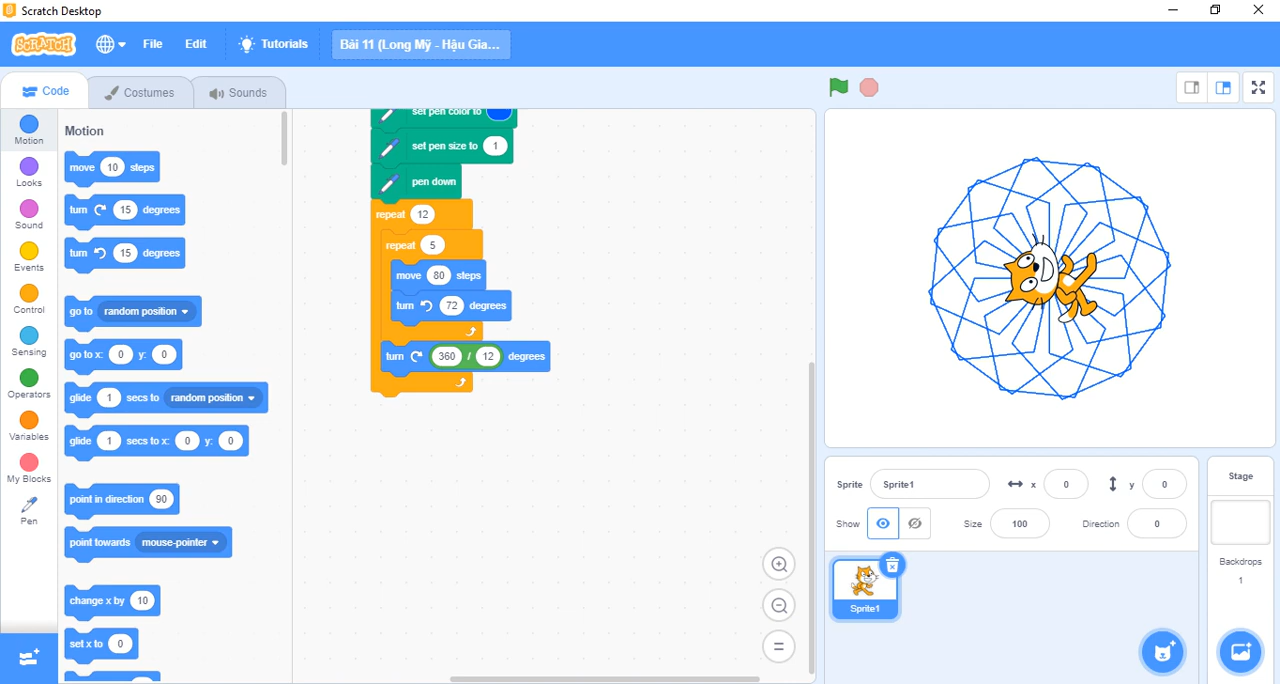 Scratch Desktop
SCRATCH
File
Edit
Tutorials
Bài 11 (Long Mỹ - Hậu Gia...
Code
Costumes
Sounds
Motion
Looks
Sound
Events
Control
Sensing
Operators
Variables
My Blocks
Pen
Motion
move 10 steps
turn 15 degrees
turn 15 degrees
go to random position
go to x: 0 y: 0
glide 1 secs to random position
glide 1 secs to x: 0 y: 0
point in direction 90
point towards mouse-pointer
change x by 10
set x to 0
set pen color to
set pen size to 1
pen down
repeat 12
repeat 5
move 80 steps
turn 72 degrees
turn 360 / 12 degrees
Sprite Sprite1 x 0 y 0
Show Size 100 Direction 0
Sprite1
Stage
Backdrops
1